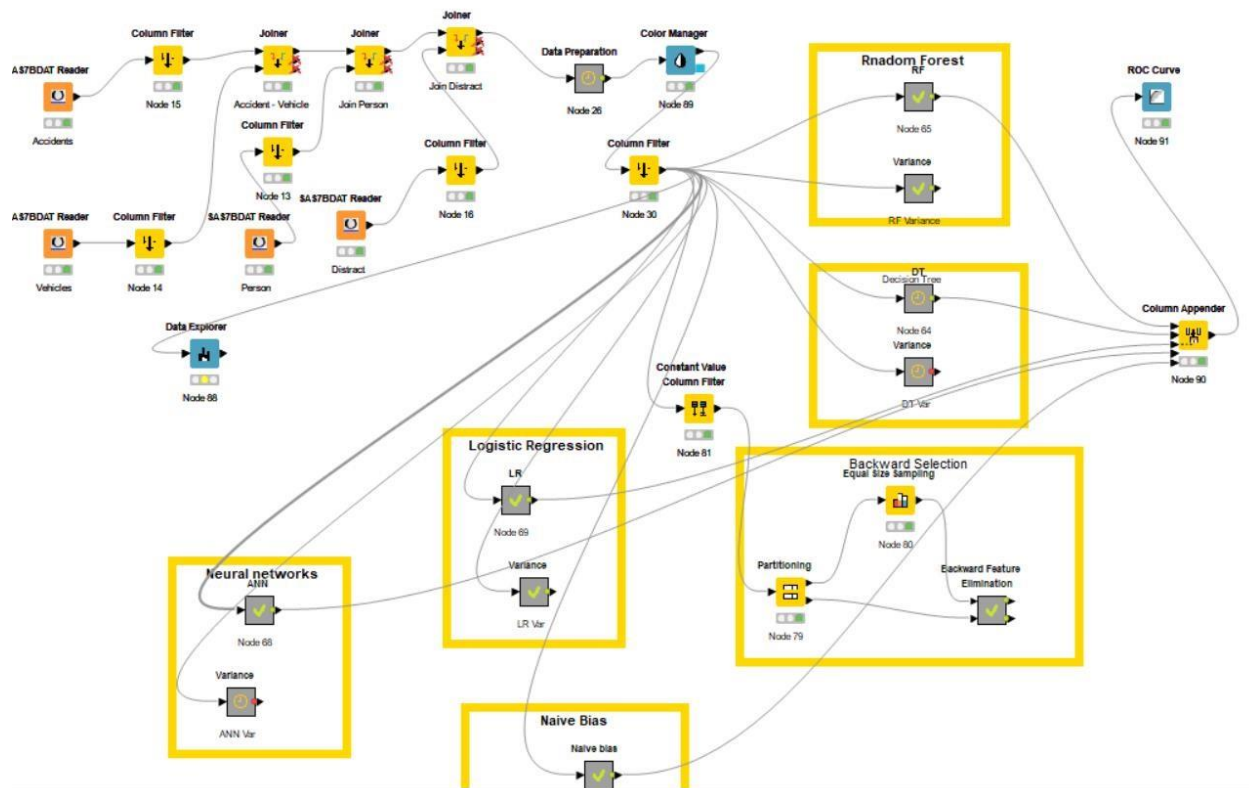 Column Filter
Node 15
Joiner
Accident - Vehicle
Joiner
Join Person
Joiner
Join Distract
Data Preparation
Node 26
Color Manager
Node 89
A$7BDAT Reader
Accidents
Column Filter
Node 13
Column Filter
Node 16
Column Filter
Node 30
A$7BDAT Reader
Vehicles
Column Filter
Node 14
$A$7BDAT Reader
Person
$A$7BDAT Reader
Distract
Data Explorer
Node 88
Rnadom Forest
RF
Node 65
Variance
RF Variance
ROC Curve
Node 91
DT
Decision Tree
Node 64
Variance
DT Var
Column Appender
Node 90
Constant Value
Column Filter
Node 81
Logistic Regression
LR
Node 69
Variance
LR Var
Backward Selection
Equal Size Sampling
Node 80
Partitioning
Node 79
Backward Feature
Elimination
Neural networks
ANN
Node 68
Variance
ANN Var
Naive Bias
Naive bias